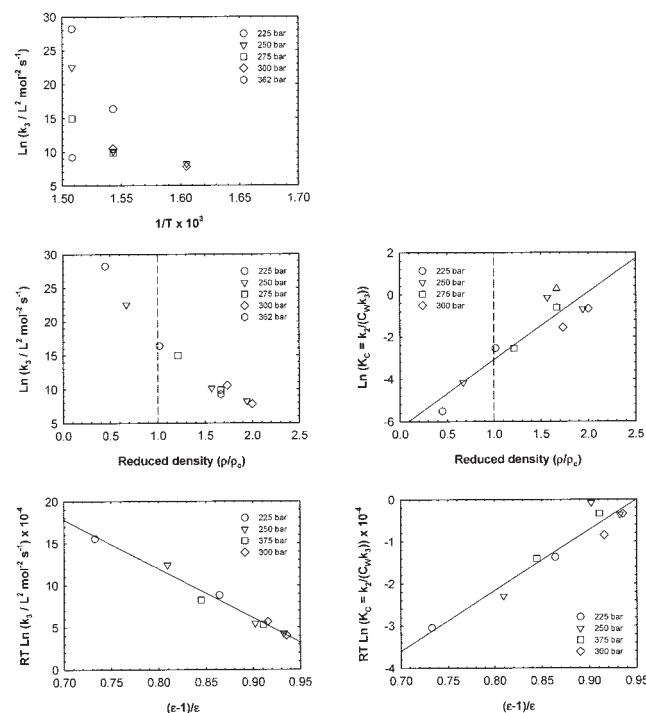 30
25
20
15
10
5
Ln (k3 / L² mol⁻² s⁻¹)
225 bar
250 bar
275 bar
300 bar
362 bar
1.50 1.55 1.60 1.65 1.70
1/T x 10³
30
25
20
15
10
5
Ln (k3 / L² mol⁻² s⁻¹)
225 bar
250 bar
275 bar
300 bar
362 bar
0.0 0.5 1.0 1.5 2.0 2.5
Reduced density (ρ/ρc)
2
0
-2
-4
-6
Ln (KC = k2/(CWk3))
225 bar
250 bar
275 bar
300 bar
0.0 0.5 1.0 1.5 2.0 2.5
Reduced density (ρ/ρc)
20
15
10
5
0
RT Ln (k3 / L² mol⁻² s⁻¹) x 10⁻⁴
225 bar
250 bar
375 bar
300 bar
0.70 0.75 0.80 0.85 0.90 0.95
(ε-1)/ε
0
-1
-2
-3
-4
RT Ln (KC = k2/(CWk3)) x 10⁻⁴
225 bar
250 bar
375 bar
300 bar
0.70 0.75 0.80 0.85 0.90 0.95
(ε-1)/ε